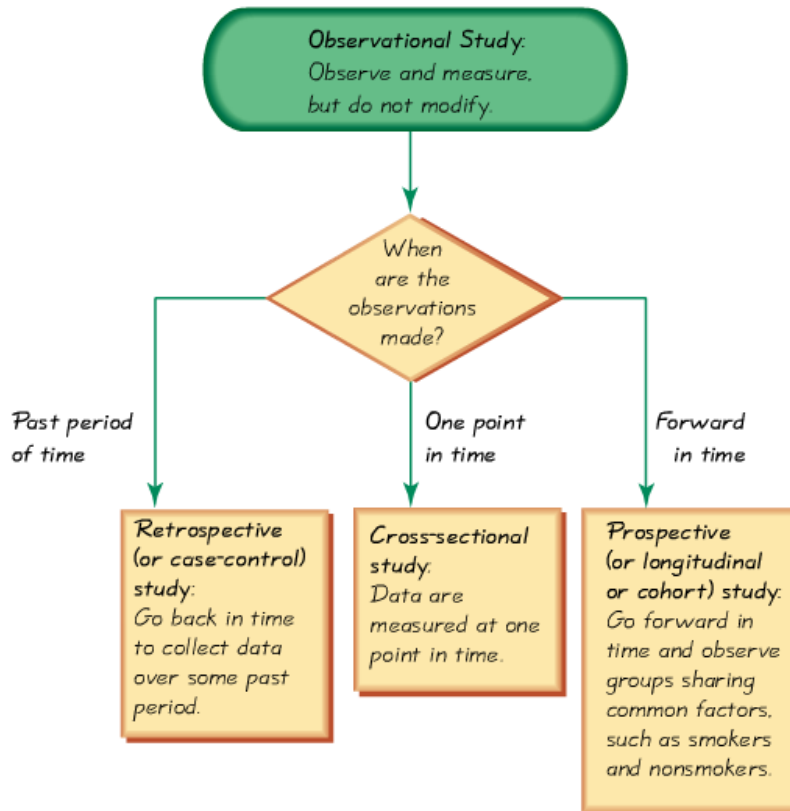 Observational Study:
Observe and measure,
but do not modify.
When
are the
observations
made?
Past period
of time
One point
in time
Forward
in time
Retrospective
(or case-control)
study:
Go back in time
to collect data
over some past
period.
Cross-sectional
study:
Data are
measured at one
point in time.
Prospective
(or longitudinal
or cohort) study:
Go forward in
time and observe
groups sharing
common factors,
such as smokers
and nonsmokers.